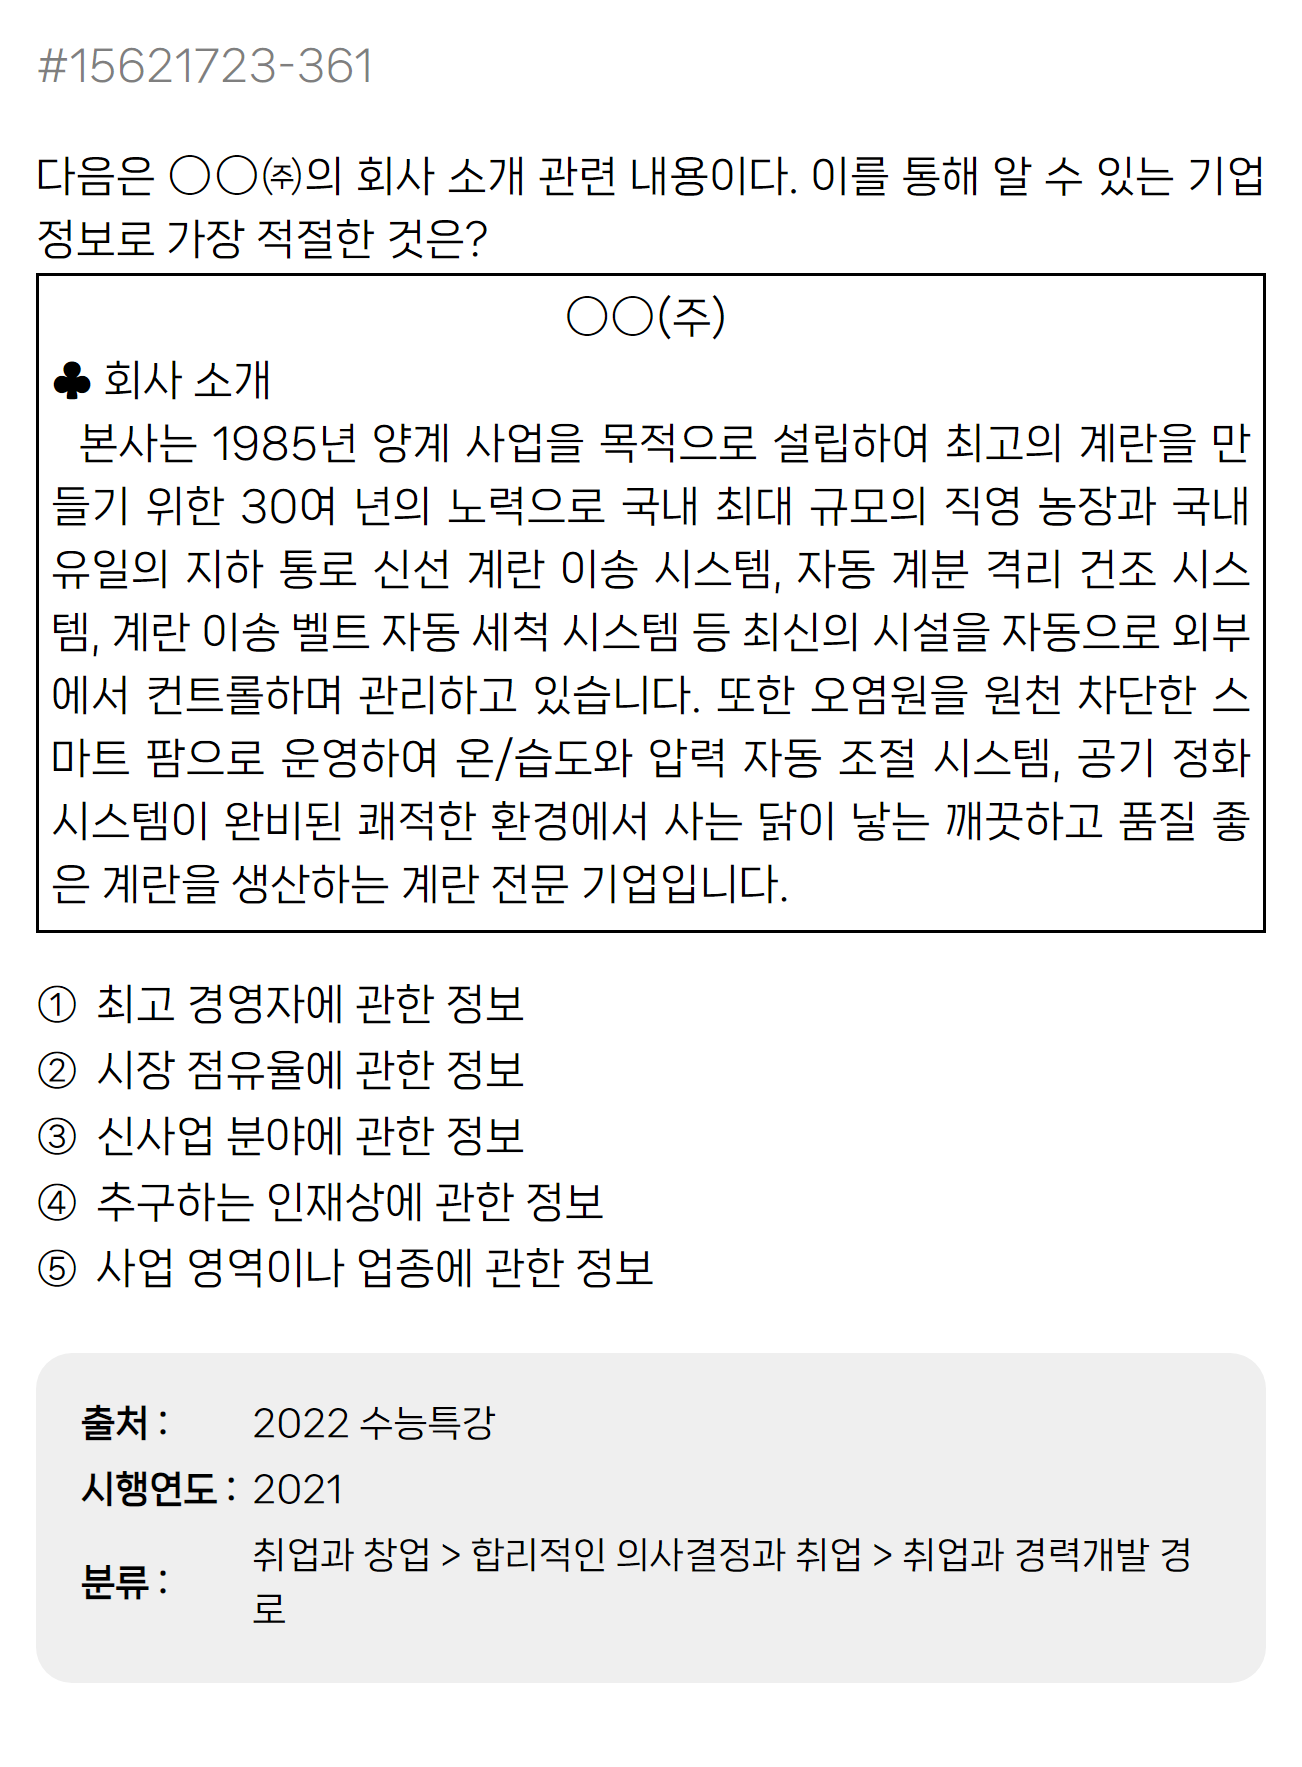 #15621723-361
다음은 ○○㈜의 회사 소개 관련 내용이다. 이를 통해 알 수 있는 기업
정보로 가장 적절한 것은?
○○(주)
♣ 회사 소개
본사는 1985년 양계 사업을 목적으로 설립하여 최고의 계란을 만
들기 위한 30여 년의 노력으로 국내 최대 규모의 직영 농장과 국내
유일의 지하 통로 신선 계란 이송 시스템, 자동 계분 격리 건조 시스
템, 계란 이송 벨트 자동 세척 시스템 등 최신의 시설을 자동으로 외부
에서 컨트롤하며 관리하고 있습니다. 또한 오염원을 원천 차단한 스
마트 팜으로 운영하여 온/습도와 압력 자동 조절 시스템, 공기 정화
시스템이 완비된 쾌적한 환경에서 사는 닭이 낳는 깨끗하고 품질 좋
은 계란을 생산하는 계란 전문 기업입니다.
① 최고 경영자에 관한 정보
② 시장 점유율에 관한 정보
③ 신사업 분야에 관한 정보
④ 추구하는 인재상에 관한 정보
⑤ 사업 영역이나 업종에 관한 정보
출처 : 2022 수능특강
시행연도 : 2021
분류 : 취업과 창업 > 합리적인 의사결정과 취업 > 취업과 경력개발 경
로